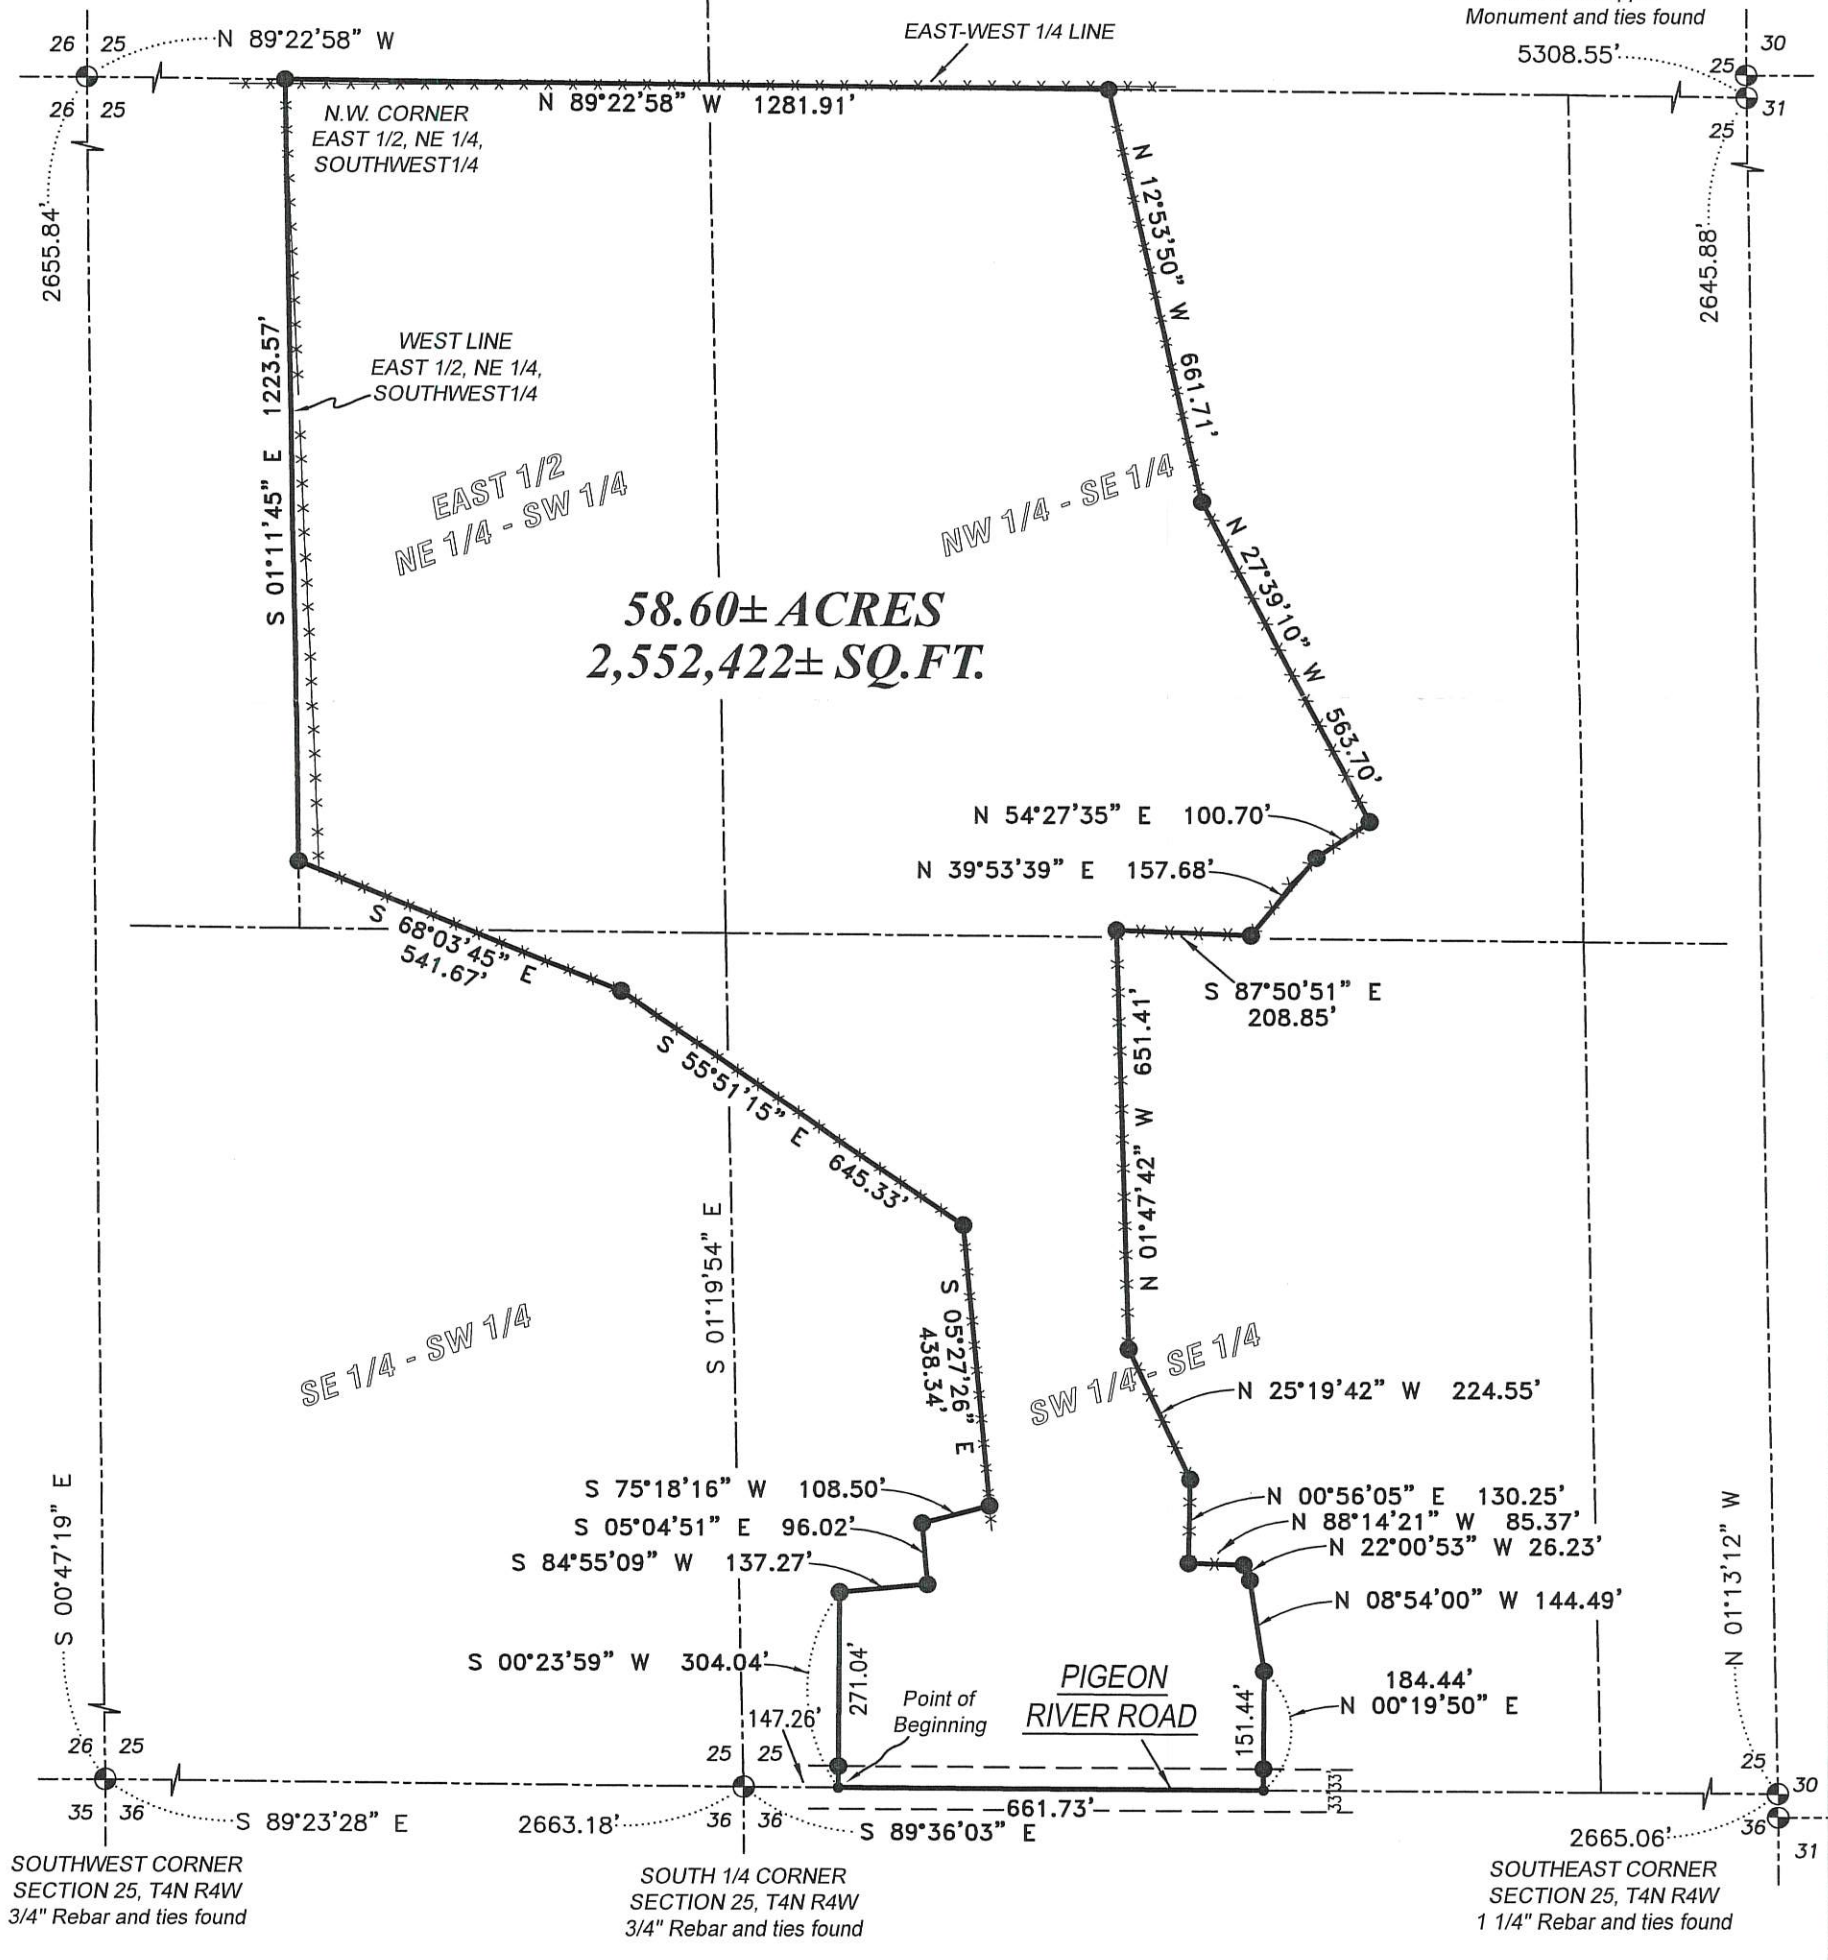 Monument and ties found
5308.55'
30
25
31
25
26 25
N 89°22'58" W
26 25
EAST-WEST 1/4 LINE
N 89°22'58" W 1281.91'
N.W. CORNER
EAST 1/2, NE 1/4,
SOUTHWEST1/4
2655.84'
2645.88'
N 12°53'50" W 661.71'
S 01°11'45" E 1223.57'
WEST LINE
EAST 1/2, NE 1/4,
SOUTHWEST1/4
EAST 1/2
NE 1/4 - SW 1/4
NW 1/4 - SE 1/4
58.60± ACRES
2,552,422± SQ.FT.
N 27°39'10" W 563.70'
N 54°27'35" E 100.70'
N 39°53'39" E 157.68'
S 68°03'45" E
541.67'
S 87°50'51" E
208.85'
S 55°51'15" E 645.33'
N 01°47'42" W 651.41'
S 01°19'54" E
S 05°27'26" E
438.34'
SE 1/4 - SW 1/4
SW 1/4 - SE 1/4
N 25°19'42" W 224.55'
S 75°18'16" W 108.50'
S 05°04'51" E 96.02'
S 84°55'09" W 137.27'
N 00°56'05" E 130.25'
N 88°14'21" W 85.37'
N 22°00'53" W 26.23'
N 08°54'00" W 144.49'
S 00°47'19" E
N 01°13'12" W
S 00°23'59" W 304.04'
271.04'
147.26'
Point of
Beginning
PIGEON
RIVER ROAD
151.44'
184.44'
N 00°19'50" E
26 25
35 36
S 89°23'28" E
25 25
36 36
2663.18'
S 89°36'03" E
661.73'
33'
33'
25
30
36
31
2665.06'
SOUTHWEST CORNER
SECTION 25, T4N R4W
3/4" Rebar and ties found
SOUTH 1/4 CORNER
SECTION 25, T4N R4W
3/4" Rebar and ties found
SOUTHEAST CORNER
SECTION 25, T4N R4W
1 1/4" Rebar and ties found